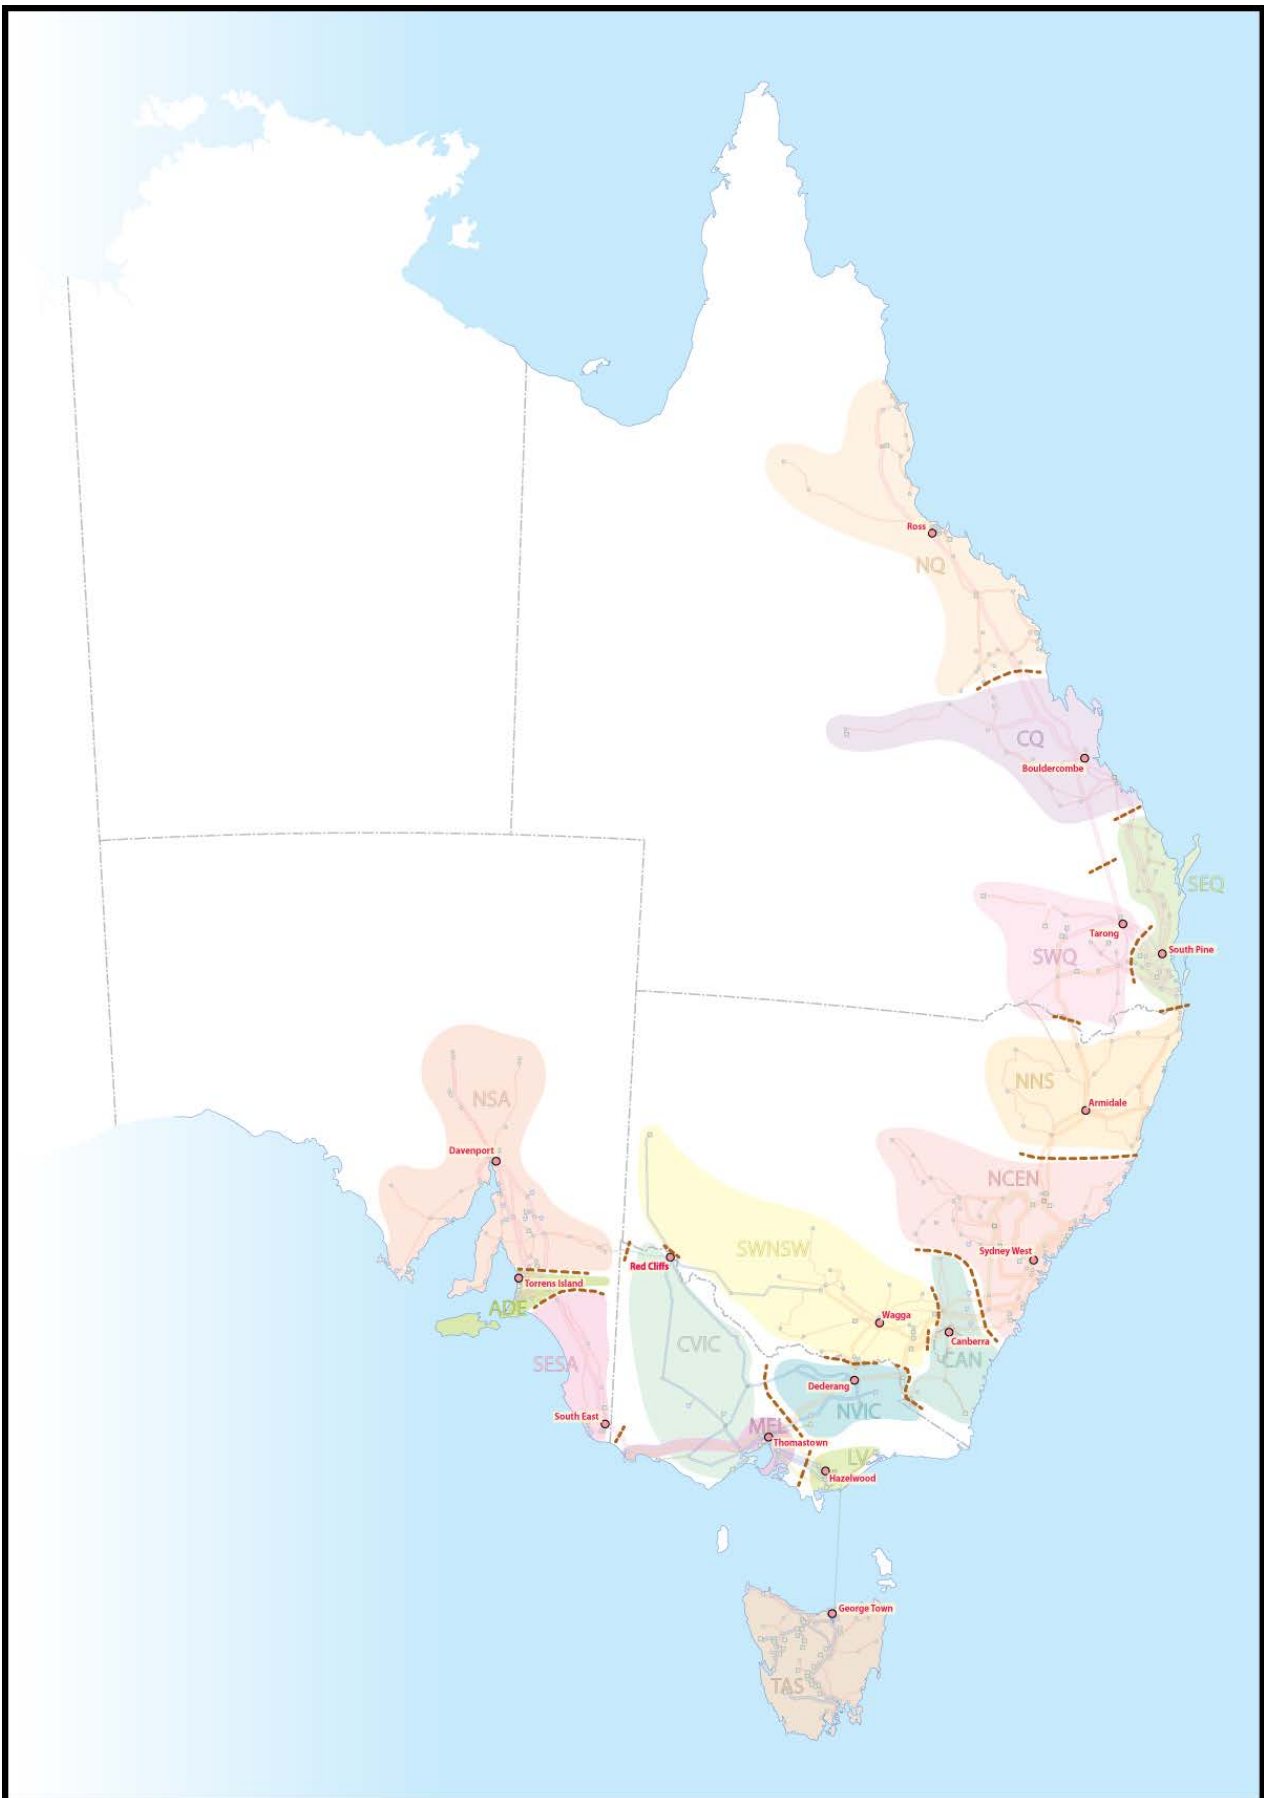 Ross
NQ
CQ
Bouldercombe
SEQ
Tarong
South Pine
SWQ
NNS
NSA
Armidale
Davenport
NCEN
SWNSW
Sydney West
Red Cliffs
Torrens Island
ADE
Wagga
Canberra
CVIC
CAN
SESA
Dederang
NVIC
South East
MEL
Thomastown
LV
Hazelwood
George Town
TAS